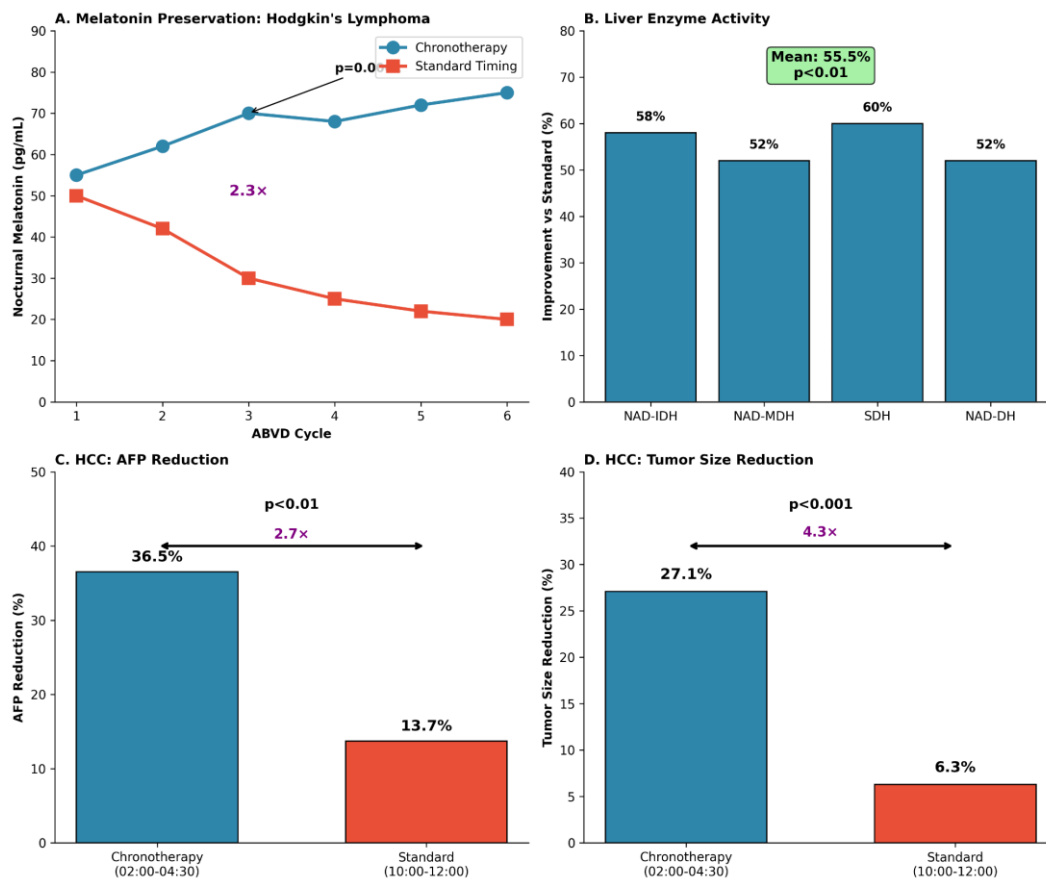 A. Melatonin Preservation: Hodgkin's Lymphoma
90
80
70
60
50
40
30
20
10
0
Nocturnal Melatonin (pg/mL)
Chronotherapy
Standard Timing
2.3×
1
2
3
4
5
6
ABVD Cycle
B. Liver Enzyme Activity
80
70
60
50
40
30
20
10
0
Improvement vs Standard (%)
Mean: 55.5%
p<0.01
58%
52%
60%
52%
NAD-IDH
NAD-MDH
SDH
NAD-DH
C. HCC: AFP Reduction
50
40
30
20
10
0
AFP Reduction (%)
p<0.01
2.7×
36.5%
13.7%
Chronotherapy
(02:00-04:30)
Standard
(10:00-12:00)
D. HCC: Tumor Size Reduction
40
35
30
25
20
15
10
5
0
Tumor Size Reduction (%)
p<0.001
4.3×
27.1%
6.3%
Chronotherapy
(02:00-04:30)
Standard
(10:00-12:00)